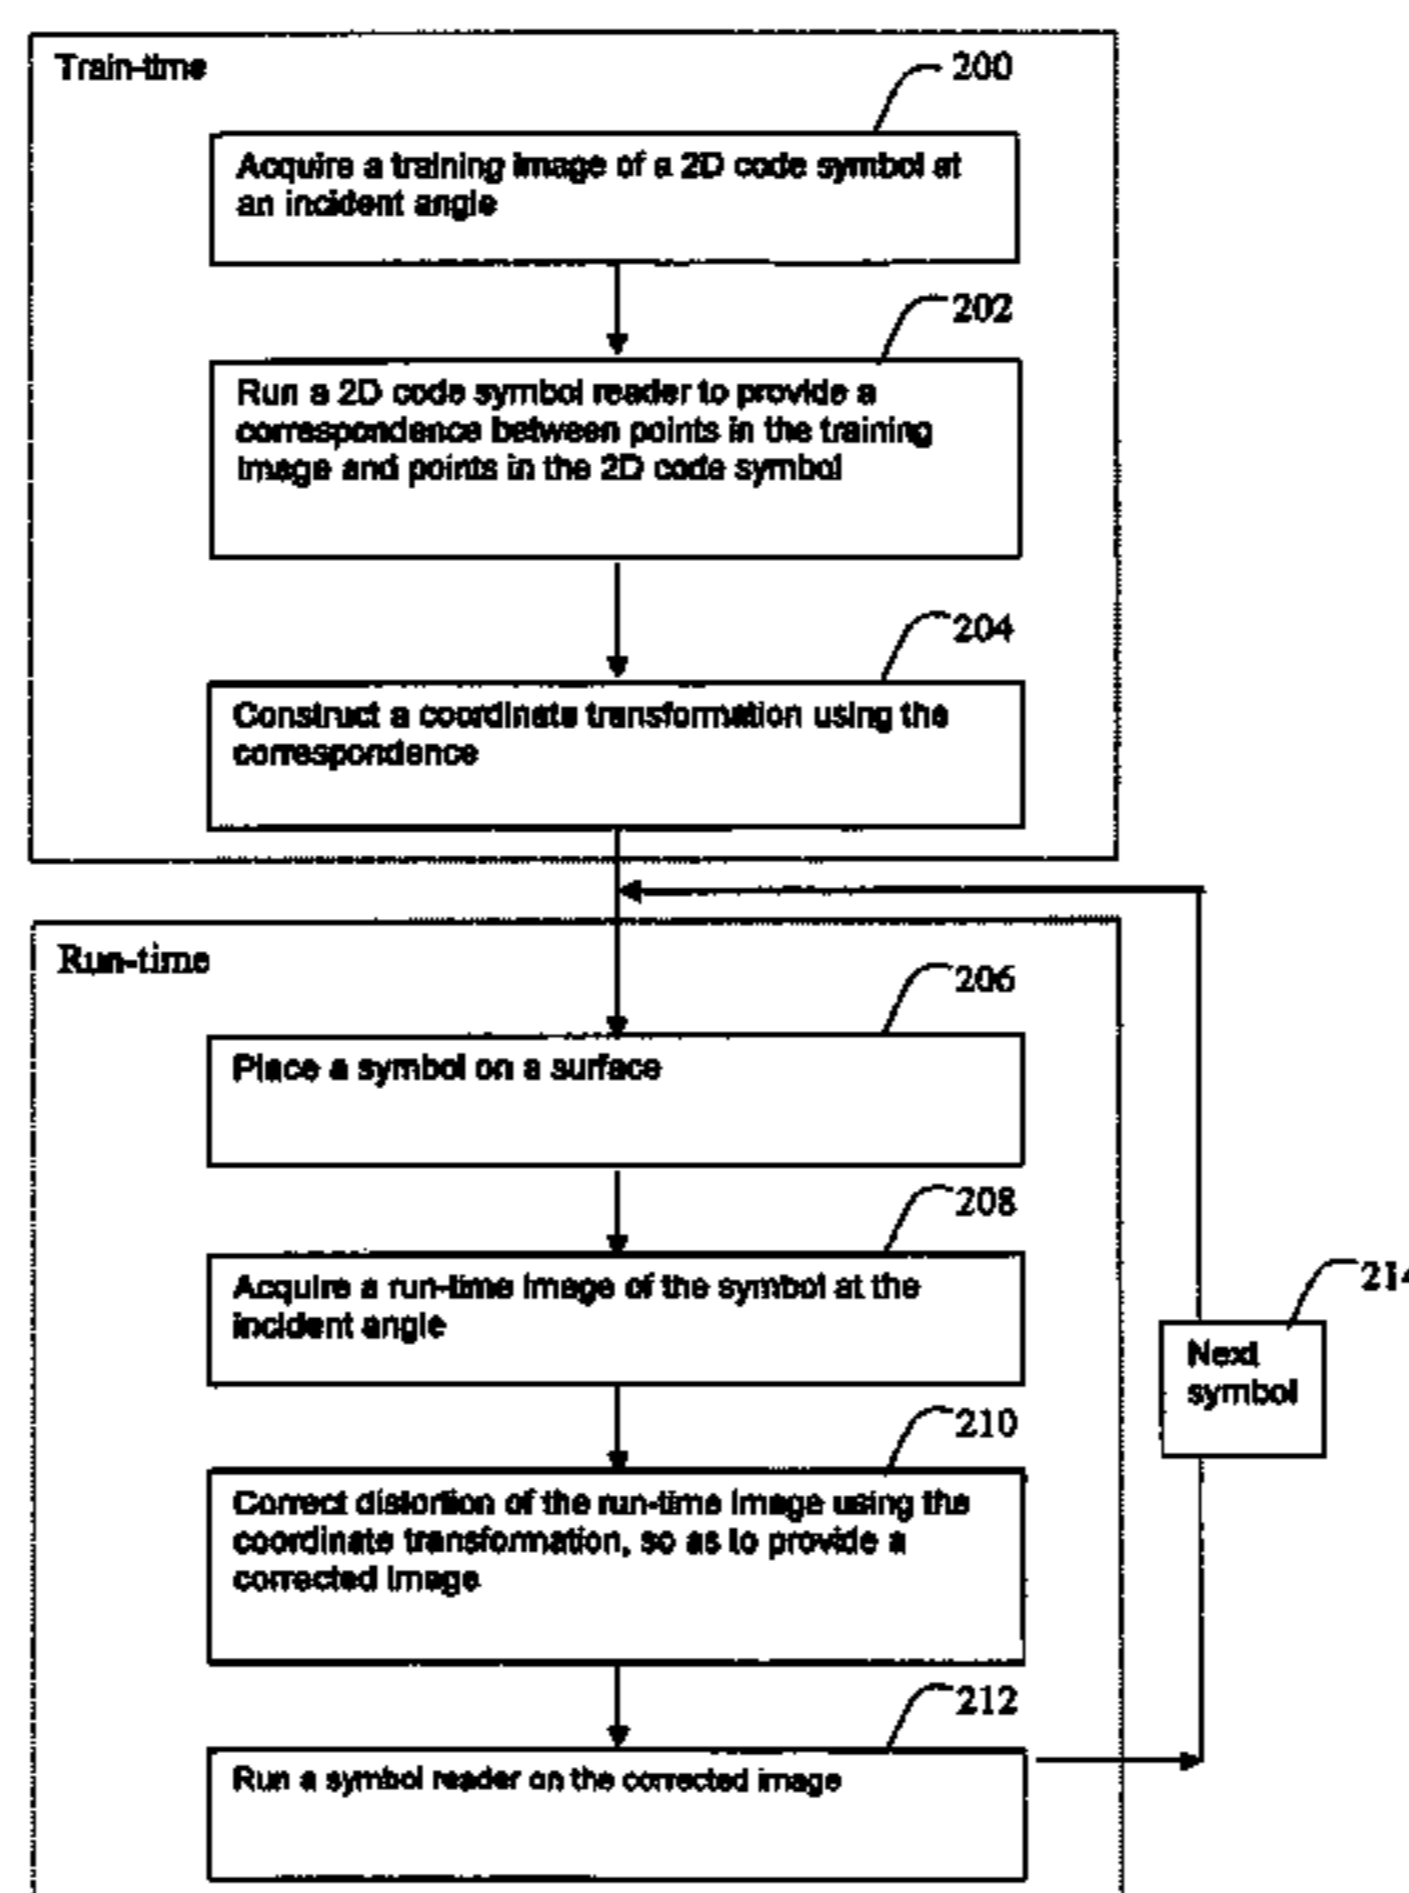 Train-time
200
Acquire a training image of a 2D code symbol at
an incident angle
202
Run a 2D code symbol reader to provide a
correspondence between points in the training
image and points in the 2D code symbol
204
Construct a coordinate transformation using the
correspondence
Run-time
206
Place a symbol on a surface
208
Acquire a run-time image of the symbol at the
incident angle
214
Next
symbol
210
Correct distortion of the run-time image using the
coordinate transformation, so as to provide a
corrected image
212
Run a symbol reader on the corrected image